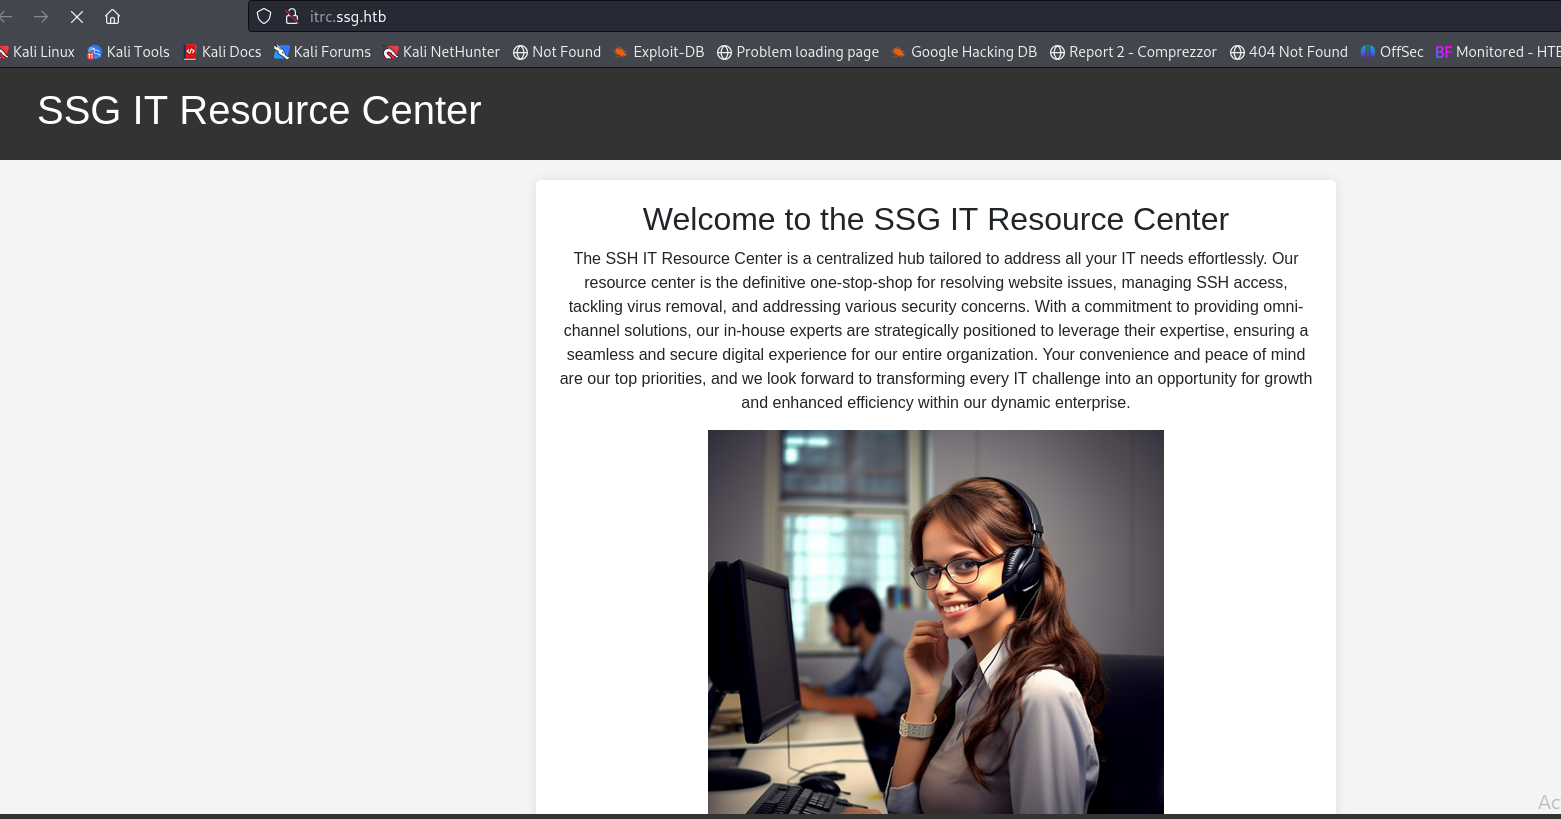 itrc.ssg.htb
Kali Linux Kali Tools Kali Docs Kali Forums Kali NetHunter Not Found Exploit-DB Problem loading page Google Hacking DB Report 2 - Comprezzor 404 Not Found OffSec BF Monitored - HTB
SSG IT Resource Center
Welcome to the SSG IT Resource Center
The SSH IT Resource Center is a centralized hub tailored to address all your IT needs effortlessly. Our
resource center is the definitive one-stop-shop for resolving website issues, managing SSH access,
tackling virus removal, and addressing various security concerns. With a commitment to providing omni-
channel solutions, our in-house experts are strategically positioned to leverage their expertise, ensuring a
seamless and secure digital experience for our entire organization. Your convenience and peace of mind
are our top priorities, and we look forward to transforming every IT challenge into an opportunity for growth
and enhanced efficiency within our dynamic enterprise.